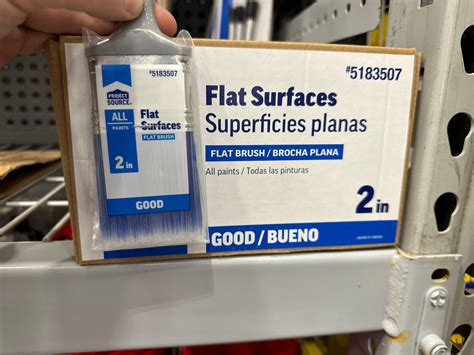 #5183507
PROJECT
SOURCE
ALL
PAINTS
Flat
Surfaces
FLAT BRUSH
2 in
GOOD
#5183507
Flat Surfaces
Superficies planas
FLAT BRUSH / BROCHA PLANA
All paints / Todas las pinturas
2 in
GOOD / BUENO